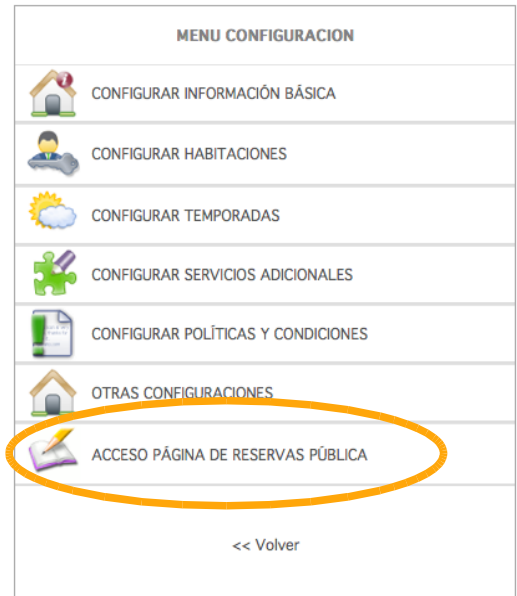 MENU CONFIGURACION
CONFIGURAR INFORMACIÓN BÁSICA
CONFIGURAR HABITACIONES
CONFIGURAR TEMPORADAS
CONFIGURAR SERVICIOS ADICIONALES
CONFIGURAR POLÍTICAS Y CONDICIONES
OTRAS CONFIGURACIONES
ACCESO PÁGINA DE RESERVAS PÚBLICA
<< Volver